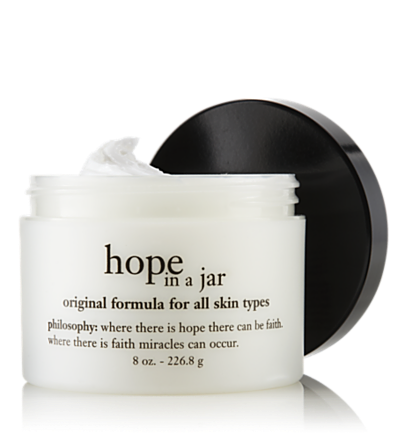 hope
in a jar
original formula for all skin types
philosophy: where there is hope there can be faith.
where there is faith miracles can occur.
8 oz. - 226.8 g